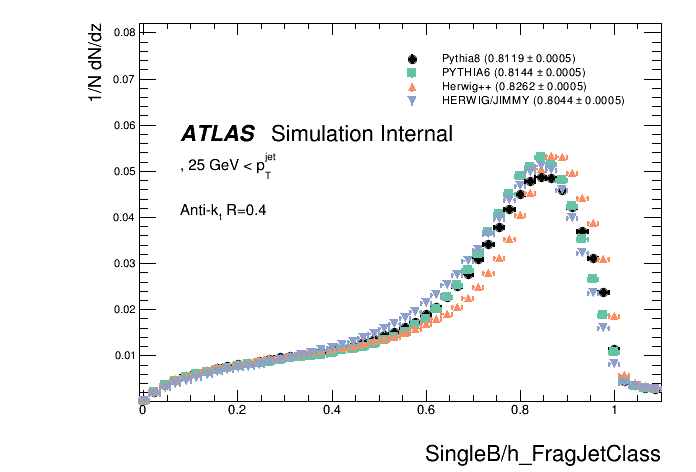 0.08
1/N dN/dz
Pythia8 (0.8119 ± 0.0005)
PYTHIA6 (0.8144 ± 0.0005)
Herwig++ (0.8262 ± 0.0005)
HERWIG/JIMMY (0.8044 ± 0.0005)
0.07
0.06
ATLAS Simulation Internal
, 25 GeV < p_T^jet
0.05
Anti-k_t R=0.4
0.04
0.03
0.02
0.01
0 0.2 0.4 0.6 0.8 1
SingleB/h_FragJetClass